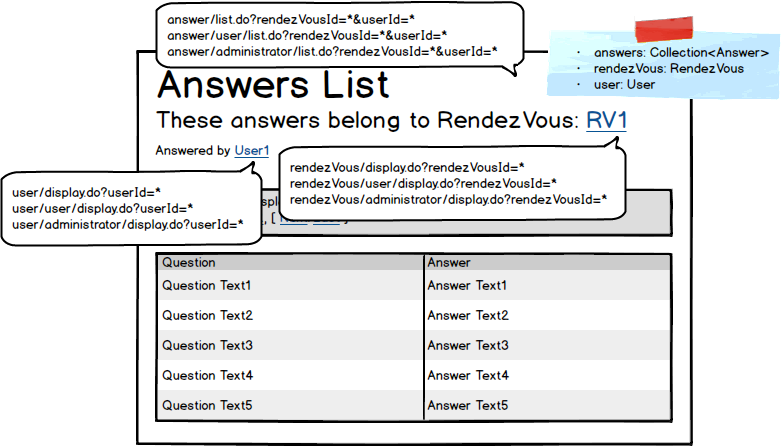 answer/list.do?rendezVousId=*&userId=*
answer/user/list.do?rendezVousId=*&userId=*
answer/administrator/list.do?rendezVousId=*&userId=*
· answers: Collection<Answer>
· rendezVous: RendezVous
· user: User
Answers List
These answers belong to RendezVous: RV1
Answered by User1
rendezVous/display.do?rendezVousId=*
rendezVous/user/display.do?rendezVousId=*
rendezVous/administrator/display.do?rendezVousId=*
user/display.do?userId=*
user/user/display.do?userId=*
user/administrator/display.do?userId=*
Question Answer
Question Text1 Answer Text1
Question Text2 Answer Text2
Question Text3 Answer Text3
Question Text4 Answer Text4
Question Text5 Answer Text5